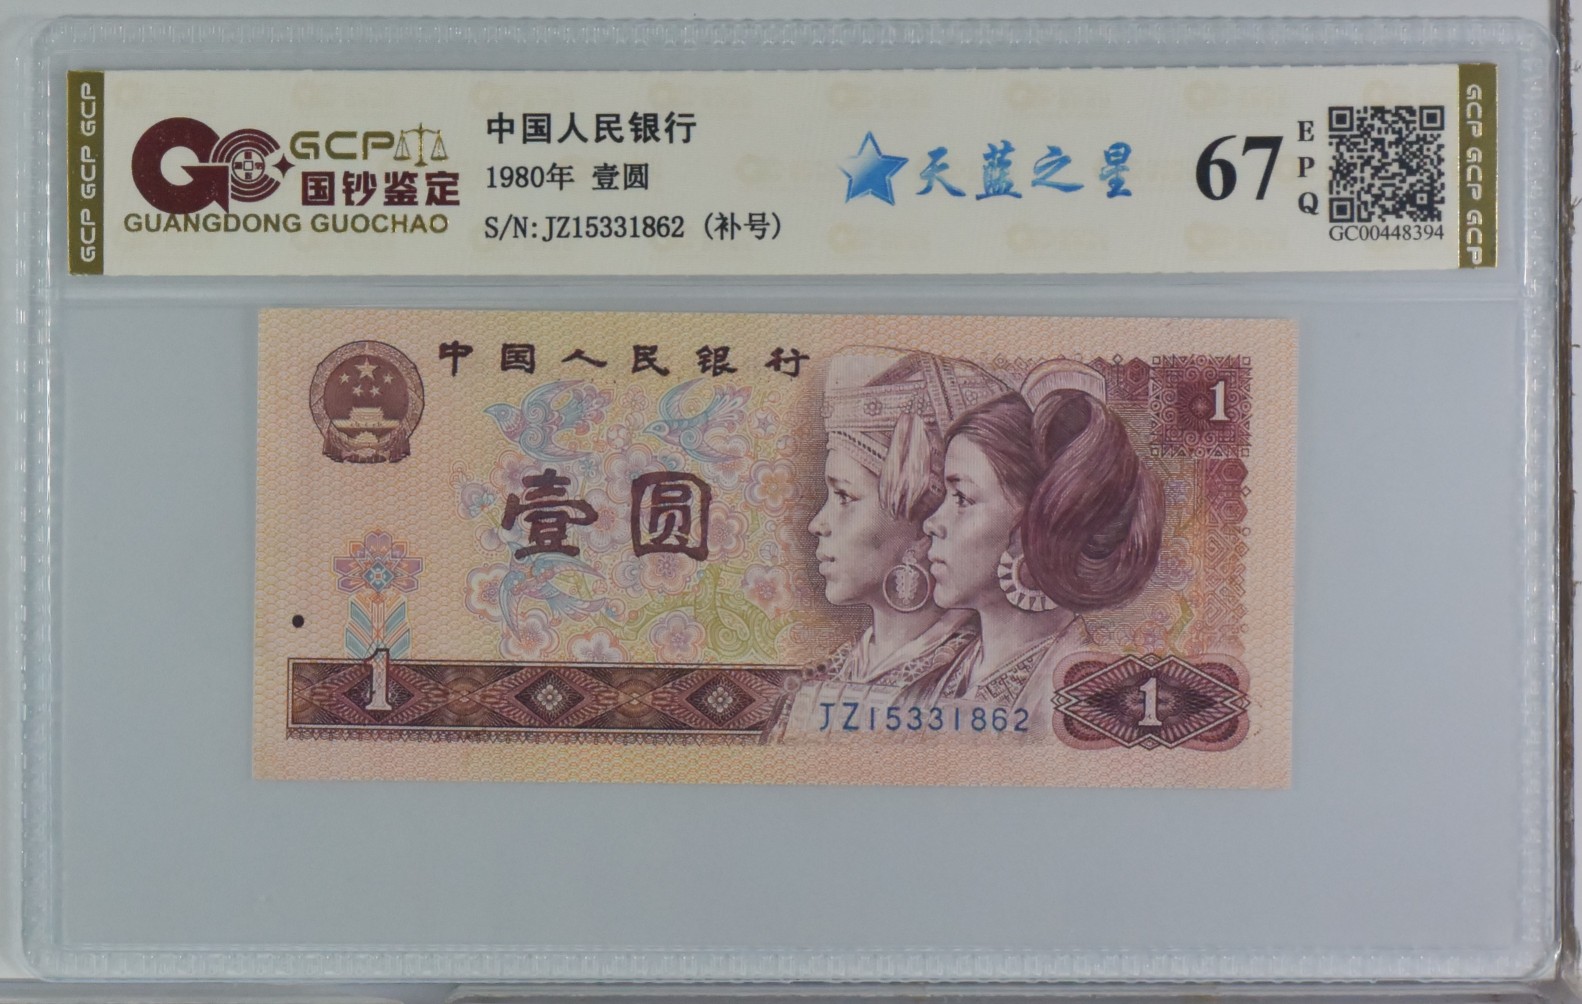 GCP GCP GCP
GCP
国钞鉴定
GUANGDONG GUOCHAO
中国人民银行
1980年 壹圆
S/N:JZ15331862 (补号)
天蓝之星
67
EPQ
GC00448394
GCP GCP GCP
中国人民银行
1
壹圆
1
JZ15331862
1